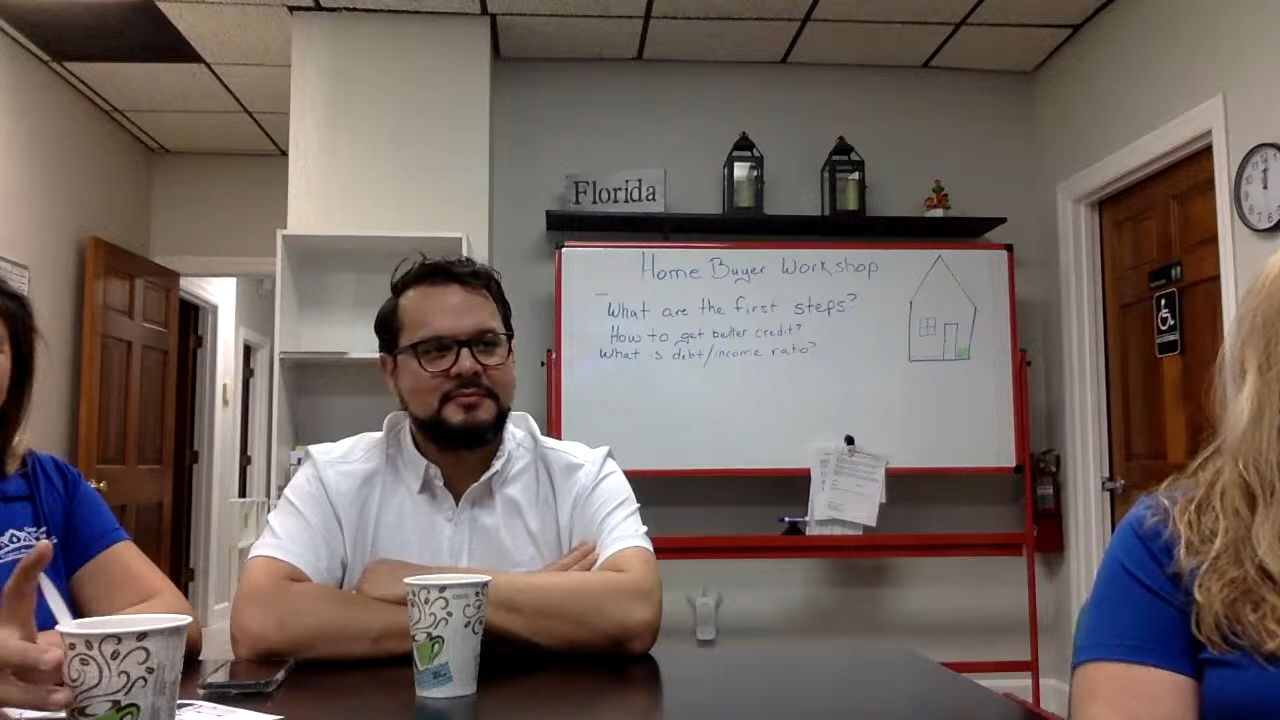 Florida
Home Buyer Workshop
What are the first steps?
How to get better credit?
What is debt/income ratio?